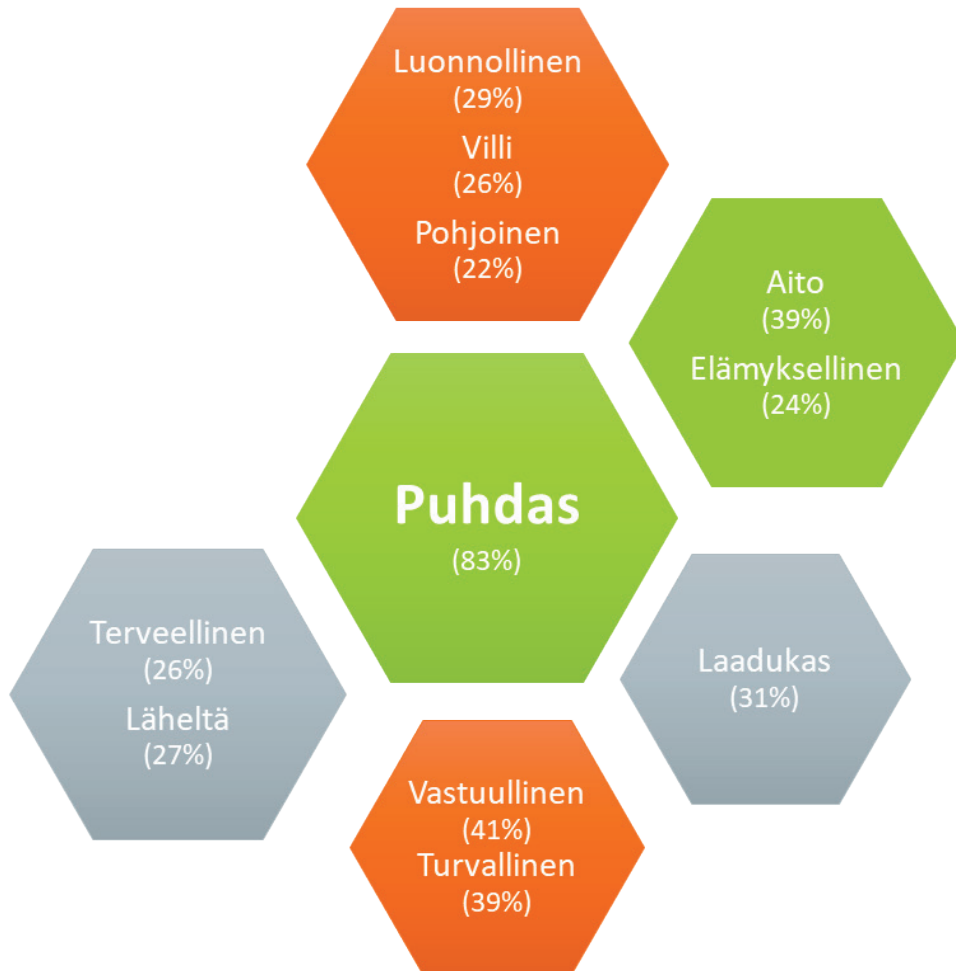 Luonnollinen
(29%)
Villi
(26%)
Pohjoinen
(22%)
Aito
(39%)
Elämyksellinen
(24%)
Puhdas
(83%)
Terveellinen
(26%)
Läheltä
(27%)
Laadukas
(31%)
Vastuullinen
(41%)
Turvallinen
(39%)